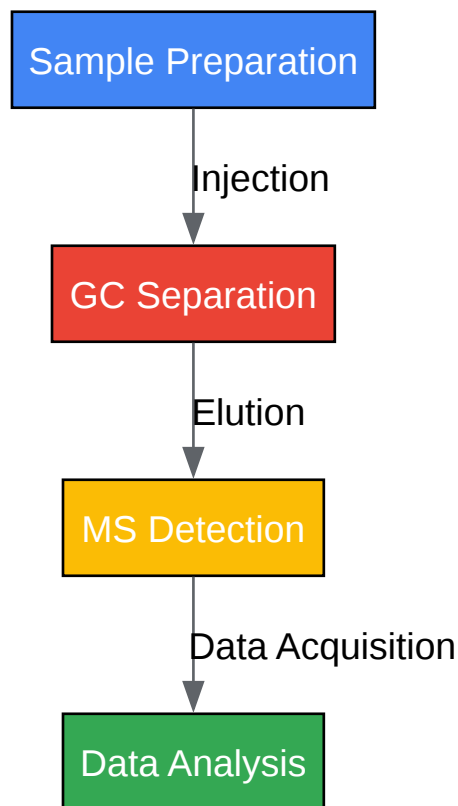 Sample Preparation
Injection
GC Separation
Elution
MS Detection
Data Acquisition
Data Analysis